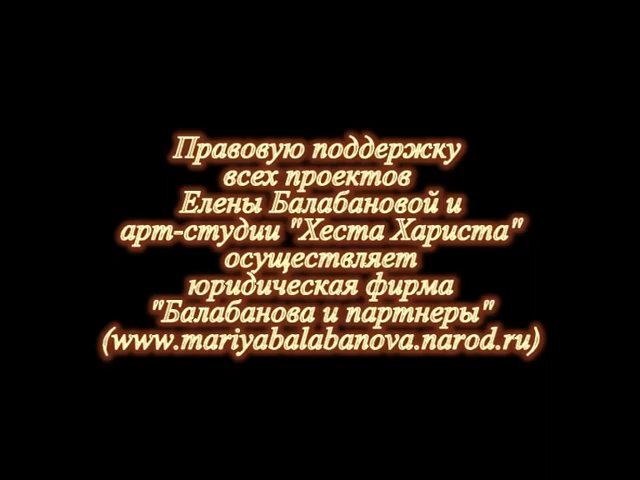 Правовую поддержку
всех проектов
Елены Балабановой и
арт-студии "Хеста Хариста"
осуществляет
юридическая фирма
"Балабанова и партнеры"
(www.mariyabalabanova.narod.ru)